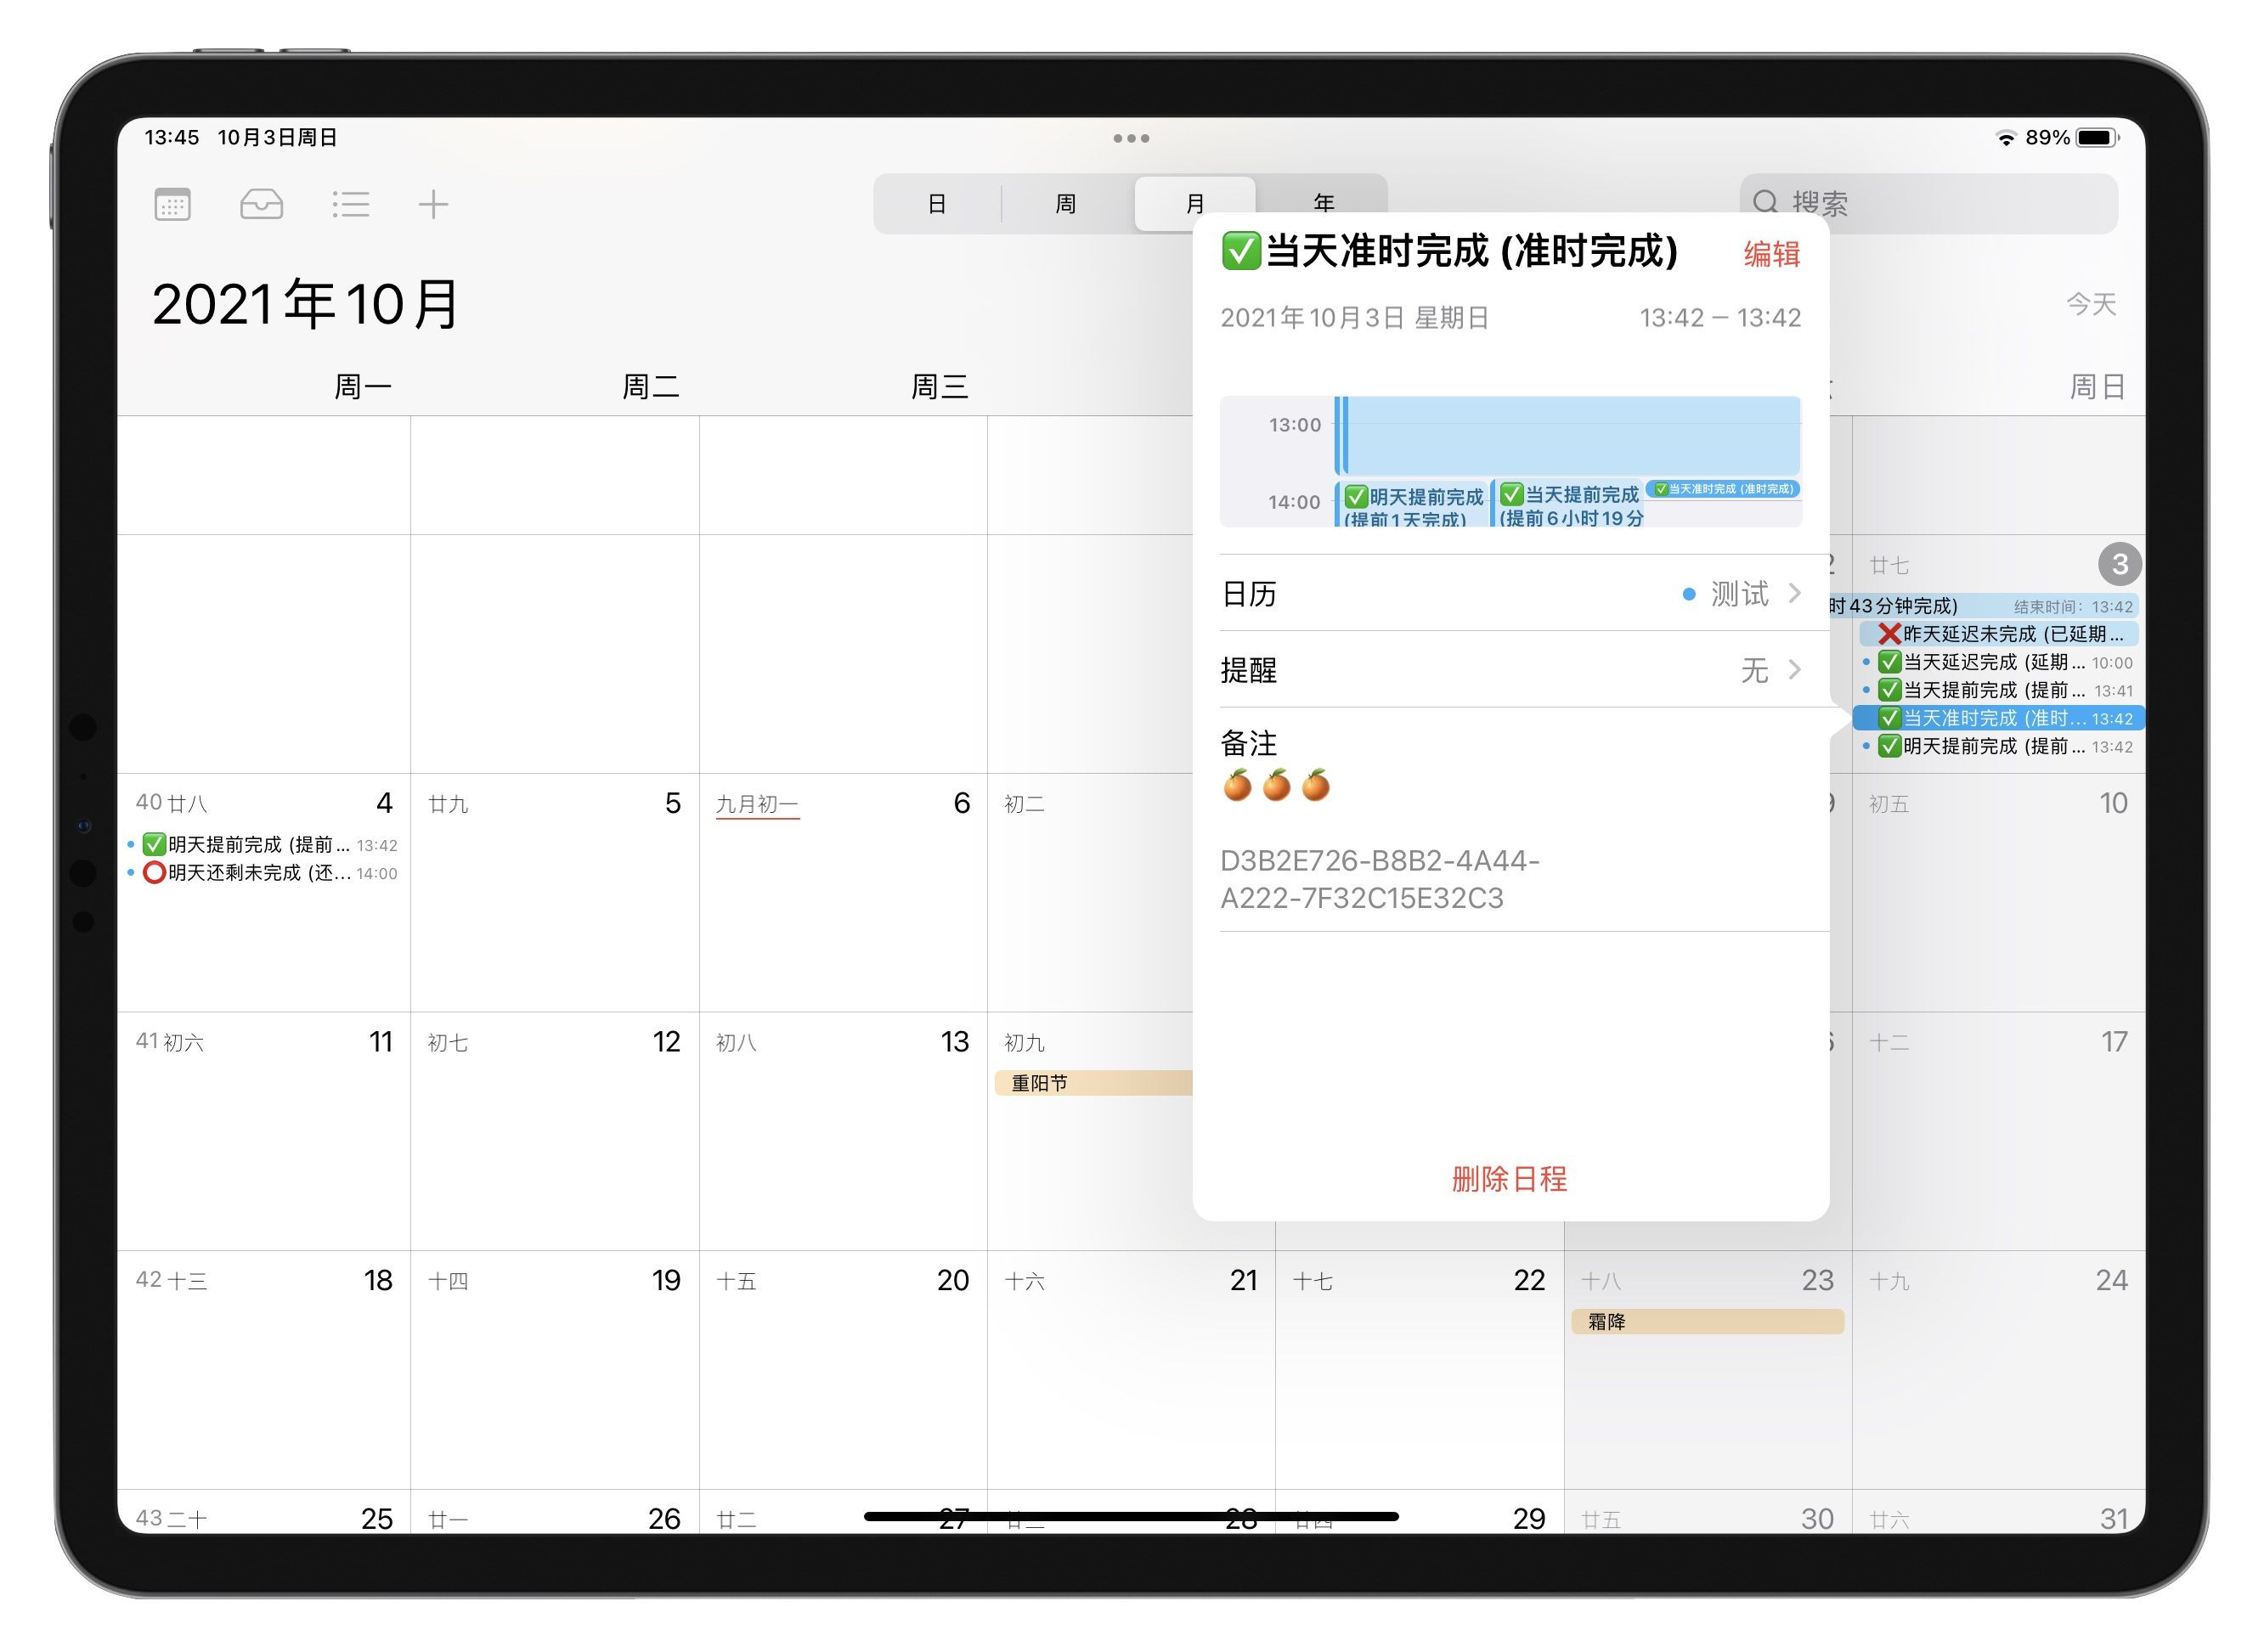 13:45 10月3日周日
89%
日 周 月 年
搜索
2021年10月
今天
周一 周二 周三 周日
✅当天准时完成 (准时完成) 编辑
2021年10月3日 星期日 13:42 – 13:42
13:00
14:00
✅明天提前完成
(提前1天完成)
✅当天提前完成
(提前6小时19分
✅当天准时完成 (准时完成)
日历 测试
提醒 无
备注
🍊 🍊 🍊
D3B2E726-B8B2-4A44-
A222-7F32C15E32C3
删除日程
廿七 3
时43分钟完成) 结束时间: 13:42
❌昨天延迟未完成 (已延期...
✅当天延迟完成 (延期... 10:00
✅当天提前完成 (提前... 13:41
✅当天准时完成 (准时... 13:42
✅明天提前完成 (提前... 13:42
40 廿八 4 廿九 5 九月初一 6 初二 初五 10
✅明天提前完成 (提前... 13:42
⭕明天还剩未完成 (还... 14:00
41 初六 11 初七 12 初八 13 初九 十二 17
重阳节
42 十三 18 十四 19 十五 20 十六 21 十七 22 十八 23 十九 24
霜降
43 二十 25 廿一 26 廿二 27 28 廿四 29 廿五 30 廿六 31